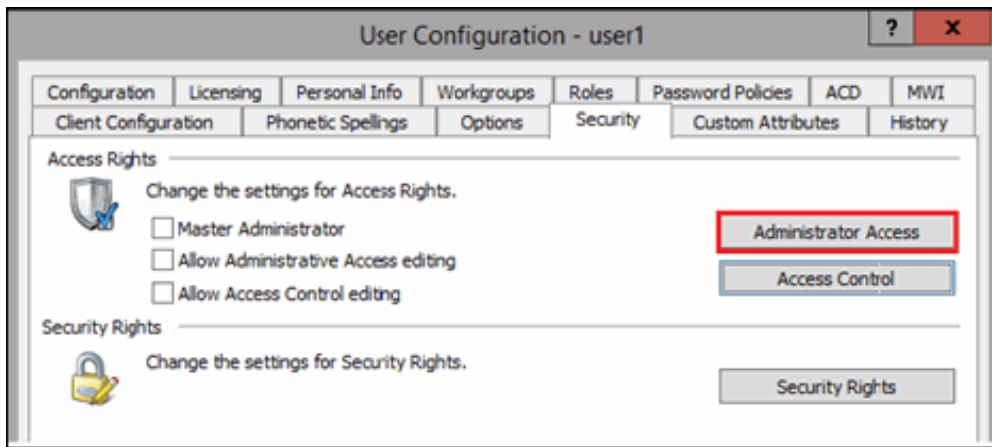 User Configuration - user1
? x
Configuration Licensing Personal Info Workgroups Roles Password Policies ACD MWI
Client Configuration Phonetic Spellings Options Security Custom Attributes History
Access Rights
Change the settings for Access Rights.
Master Administrator
Administrator Access
Allow Administrative Access editing
Access Control
Allow Access Control editing
Security Rights
Change the settings for Security Rights.
Security Rights